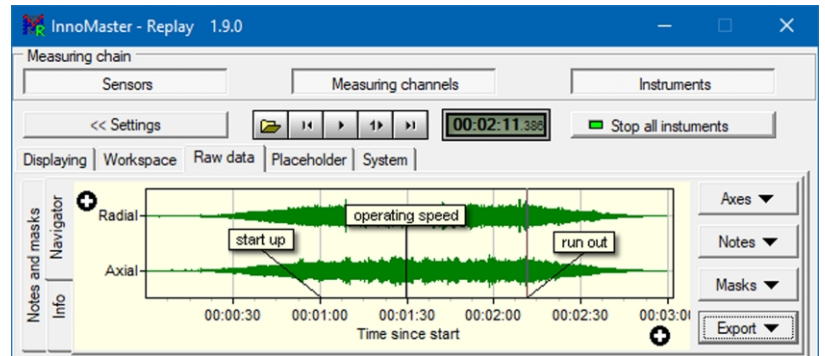 InnoMaster - Replay 1.9.0
Measuring chain
Sensors
Measuring channels
Instruments
<< Settings
00:02:11.386
Stop all instuments
Displaying
Workspace
Raw data
Placeholder
System
Notes and masks
Navigator
Info
Radial
Axial
operating speed
start up
run out
00:00:30
00:01:00
00:01:30
00:02:00
00:02:30
00:03:0
Time since start
Axes
Notes
Masks
Export